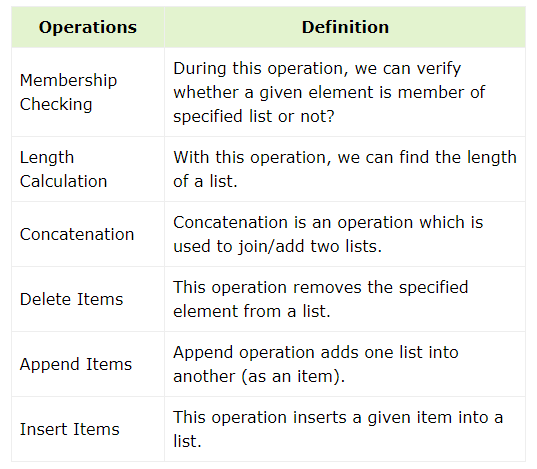 Operations Definition
Membership
Checking
During this operation, we can verify
whether a given element is member of
specified list or not?
Length
Calculation
With this operation, we can find the length
of a list.
Concatenation
Concatenation is an operation which is
used to join/add two lists.
Delete Items
This operation removes the specified
element from a list.
Append Items
Append operation adds one list into
another (as an item).
Insert Items
This operation inserts a given item into a
list.